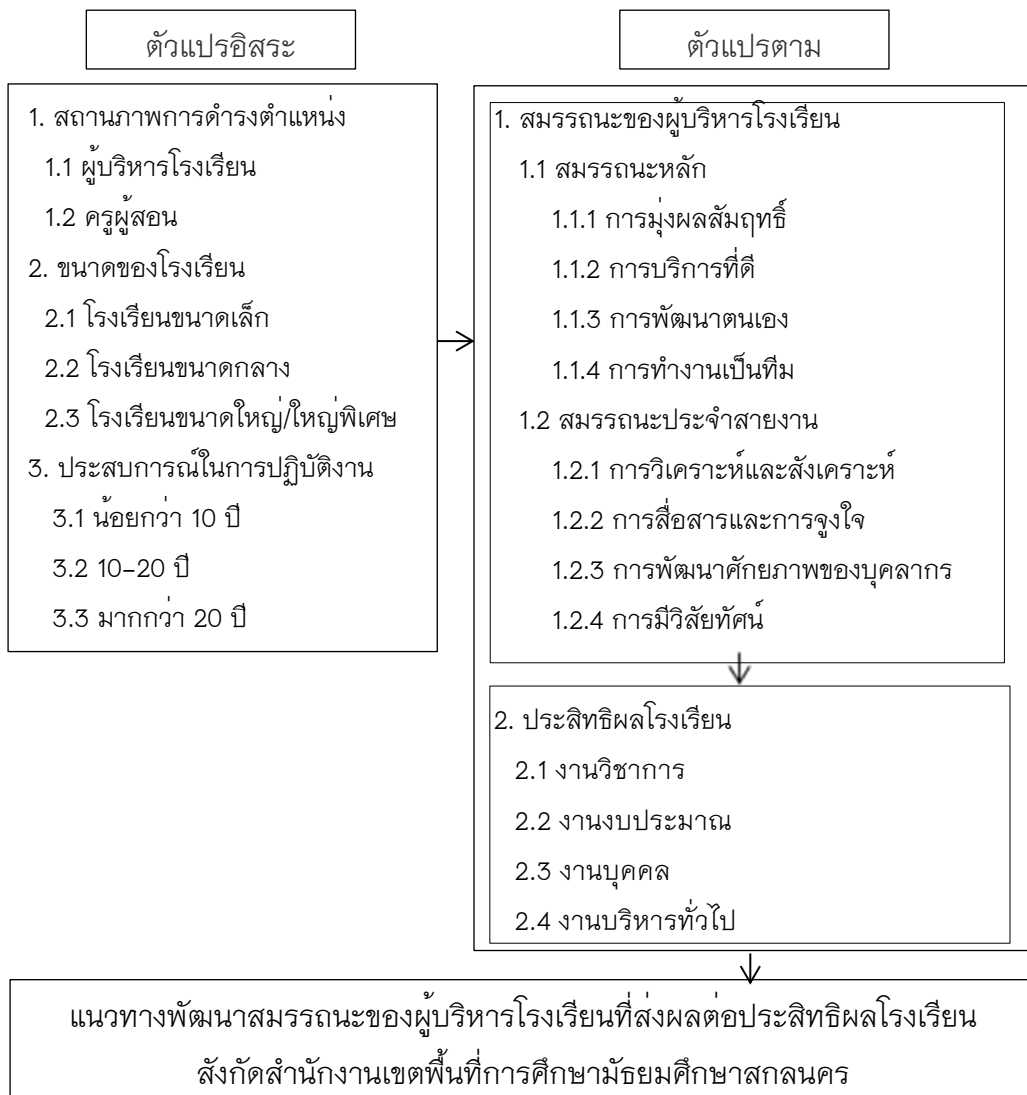 ตัวแปรอิสระ
1. สถานภาพการดำรงตำแหน่ง
1.1 ผู้บริหารโรงเรียน
1.2 ครูผู้สอน
2. ขนาดของโรงเรียน
2.1 โรงเรียนขนาดเล็ก
2.2 โรงเรียนขนาดกลาง
2.3 โรงเรียนขนาดใหญ่/ใหญ่พิเศษ
3. ประสบการณ์ในการปฏิบัติงาน
3.1 น้อยกว่า 10 ปี
3.2 10–20 ปี
3.3 มากกว่า 20 ปี
ตัวแปรตาม
1. สมรรถนะของผู้บริหารโรงเรียน
1.1 สมรรถนะหลัก
1.1.1 การมุ่งผลสัมฤทธิ์
1.1.2 การบริการที่ดี
1.1.3 การพัฒนาตนเอง
1.1.4 การทำงานเป็นทีม
1.2 สมรรถนะประจำสายงาน
1.2.1 การวิเคราะห์และสังเคราะห์
1.2.2 การสื่อสารและการจูงใจ
1.2.3 การพัฒนาศักยภาพของบุคลากร
1.2.4 การมีวิสัยทัศน์
2. ประสิทธิผลโรงเรียน
2.1 งานวิชาการ
2.2 งานงบประมาณ
2.3 งานบุคคล
2.4 งานบริหารทั่วไป
แนวทางพัฒนาสมรรถนะของผู้บริหารโรงเรียนที่ส่งผลต่อประสิทธิผลโรงเรียน
สังกัดสำนักงานเขตพื้นที่การศึกษามัธยมศึกษาสกลนคร